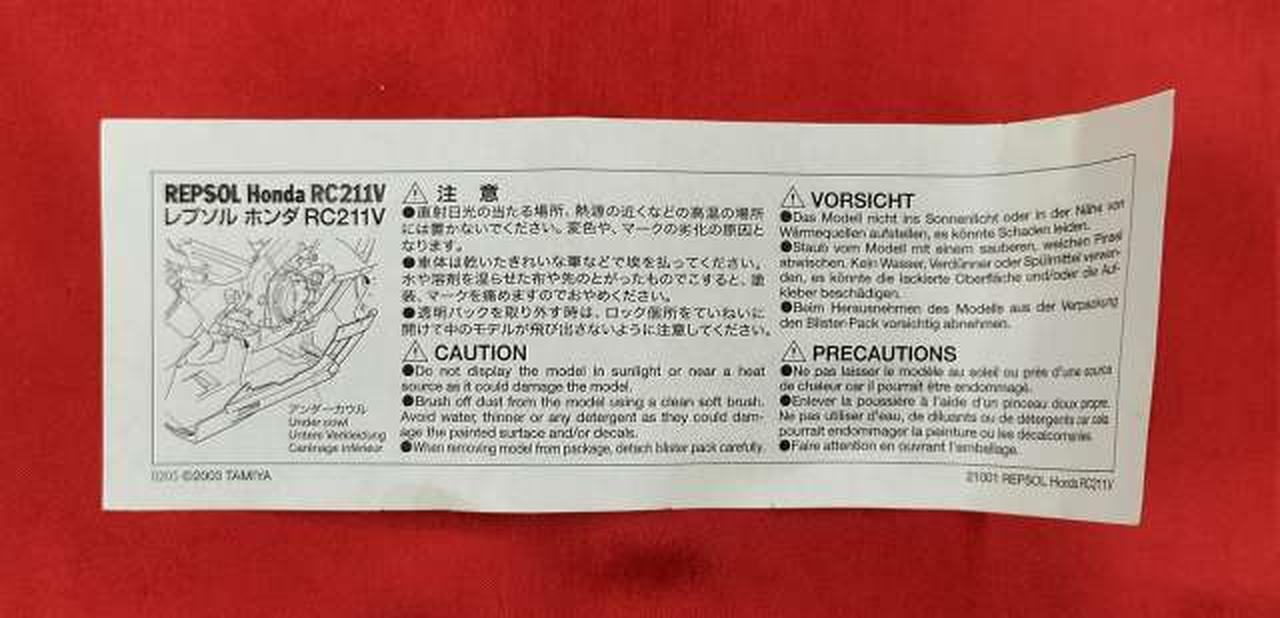 REPSOL Honda RC211V
レプソル ホンダ RC211V
アンダーカウル
Under cowl
Untere Verkleidung
Carénage inférieur
注 意
●直射日光の当たる場所、熱源の近くなどの高温の場所
には置かないでください。変色や、マークの劣化の原因と
なります。
●車体は乾いたきれいな筆などで埃を払ってください。
水や溶剤を湿らせた布や先のとがったものでこすると、塗
装、マークを痛めますのでおやめください。
●透明パックを取り外す時は、ロック個所をていねいに
開けて中のモデルが飛び出さないように注意してください。
CAUTION
●Do not display the model in sunlight or near a heat
source as it could damage the model.
●Brush off dust from the model using a clean soft brush.
Avoid water, thinner or any detergent as they could dam-
age the painted surface and/or decals.
●When removing model from package, detach blister pack carefully.
VORSICHT
●Das Modell nicht ins Sonnenlicht oder in der Nähe von
Wärmequellen aufstellen, es könnte Schaden leiden.
●Staub vom Modell mit einem sauberen, weichen Pinsel
abwischen. Kein Wasser, Verdünner oder Spülmittel verwen-
den, es könnte die lackierte Oberfläche und/oder die Auf-
kleber beschädigen.
●Beim Herausnehmen des Modells aus der Verpackung
den Blister-Pack vorsichtig abnehmen.
PRECAUTIONS
●Ne pas laisser le modèle au soleil ou près d'une source
de chaleur car il pourrait être endommagé.
●Enlever la poussière à l'aide d'un pinceau doux propre.
Ne pas utiliser d'eau, de diluants ou de détergents car cela
pourrait endommager la peinture ou les décalcomanies.
●Faire attention en ouvrant l'emballage.
0205 ©2003 TAMIYA
21001 REPSOL Honda RC211V